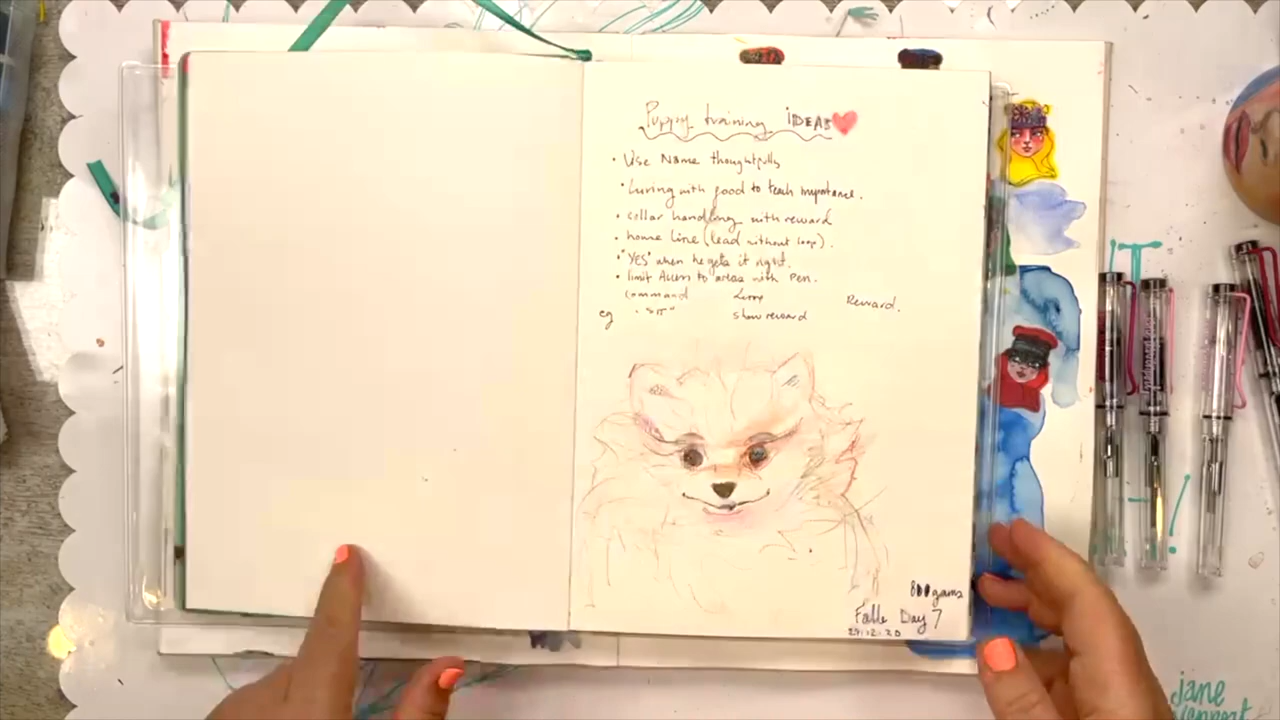 Puppy training iDEAS
• Use Name thoughtfully
• Luring with food to teach importance.
• collar handling with reward
• home line (lead without loop).
• "YES" when he gets it right.
• limit Access to areas with Pen.
command Reward.
eg "SIT" show reward
grams
Day 7
jane